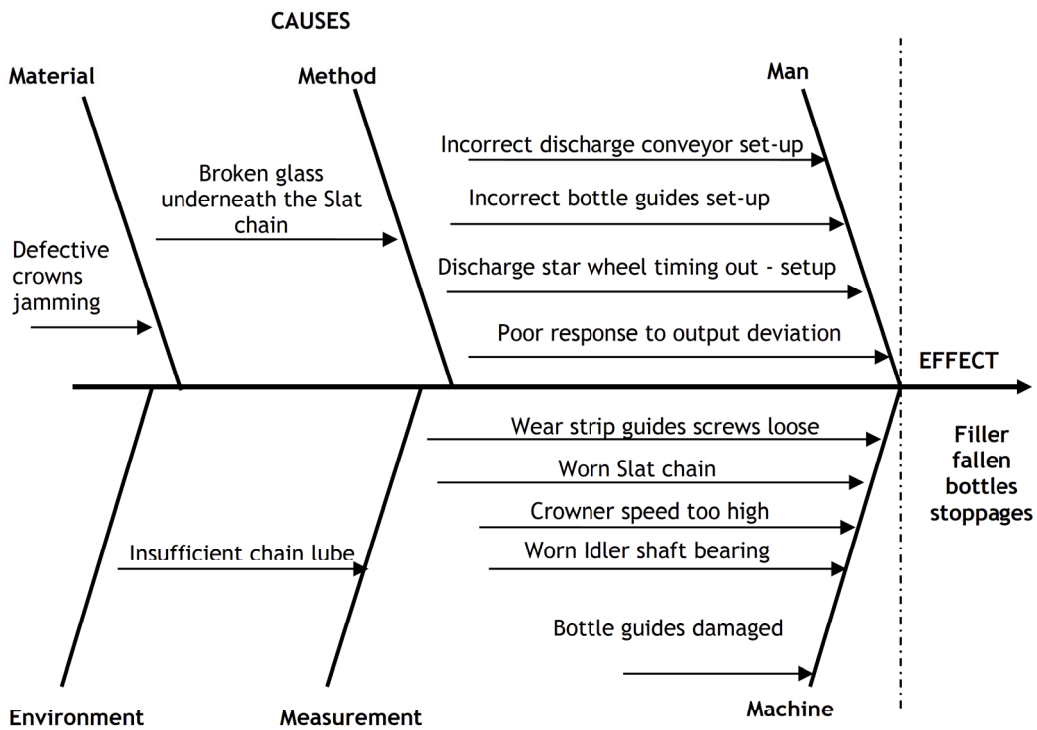 CAUSES
Material
Method
Man
Incorrect discharge conveyor set-up
Broken glass
underneath the Slat
chain
Incorrect bottle guides set-up
Defective
crowns
jamming
Discharge star wheel timing out - setup
Poor response to output deviation
EFFECT
Wear strip guides screws loose
Filler
fallen
bottles
stoppages
Worn Slat chain
Crowner speed too high
Insufficient chain lube
Worn Idler shaft bearing
Bottle guides damaged
Environment
Measurement
Machine